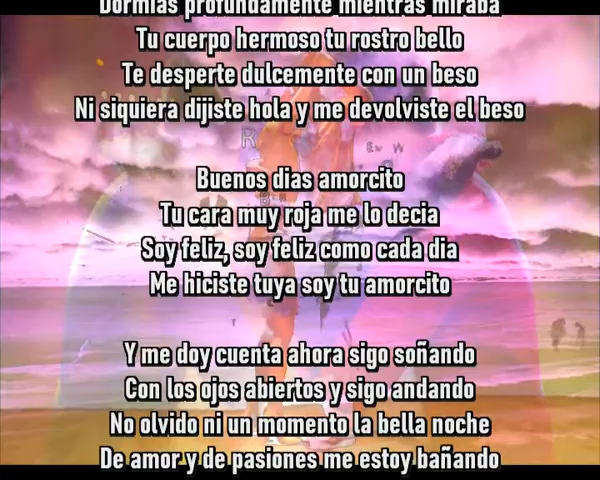 Dormias profundamente mientras miraba
Tu cuerpo hermoso tu rostro bello
Te desperte dulcemente con un beso
Ni siquiera dijiste hola y me devolviste el beso
Buenos dias amorcito
Tu cara muy roja me lo decia
Soy feliz, soy feliz como cada dia
Me hiciste tuya soy tu amorcito
Y me doy cuenta ahora sigo soñando
Con los ojos abiertos y sigo andando
No olvido ni un momento la bella noche
De amor y de pasiones me estoy bañando